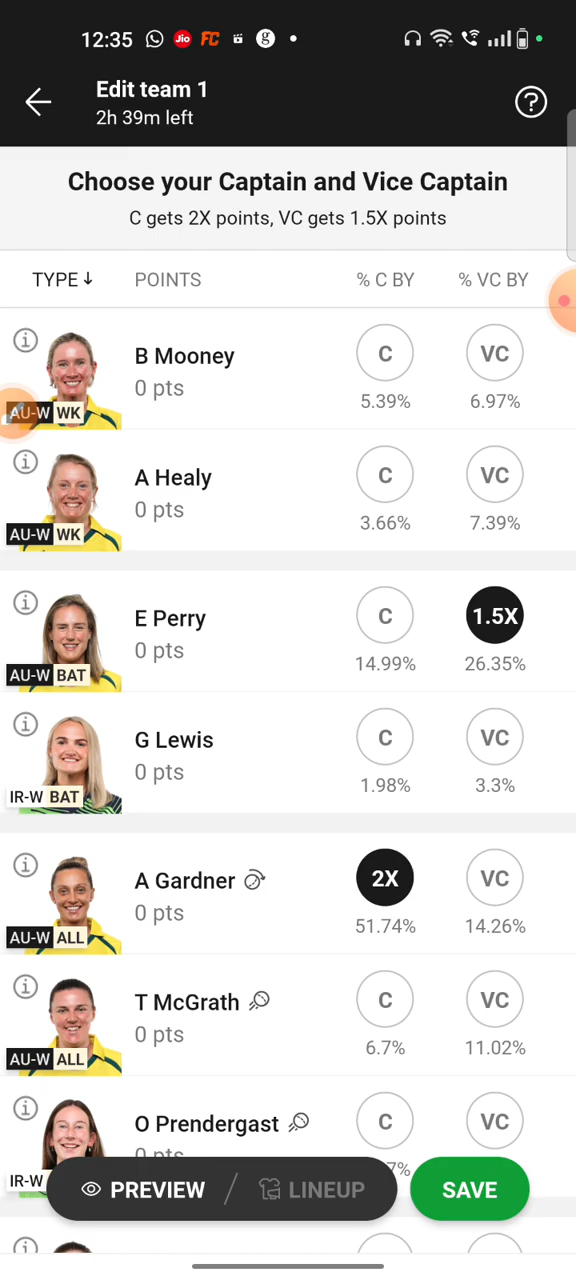 12:35 Jio FC g
Edit team 1
2h 39m left
?
Choose your Captain and Vice Captain
C gets 2X points, VC gets 1.5X points
TYPE↓ POINTS % C BY % VC BY
B Mooney C VC
0 pts 5.39% 6.97%
AU-W WK
A Healy C VC
0 pts 3.66% 7.39%
AU-W WK
E Perry C 1.5X
0 pts 14.99% 26.35%
AU-W BAT
G Lewis C VC
0 pts 1.98% 3.3%
IR-W BAT
A Gardner 2X VC
0 pts 51.74% 14.26%
AU-W ALL
T McGrath C VC
0 pts 6.7% 11.02%
AU-W ALL
O Prendergast C VC
0 pts 7%
IR-W
PREVIEW / LINEUP SAVE